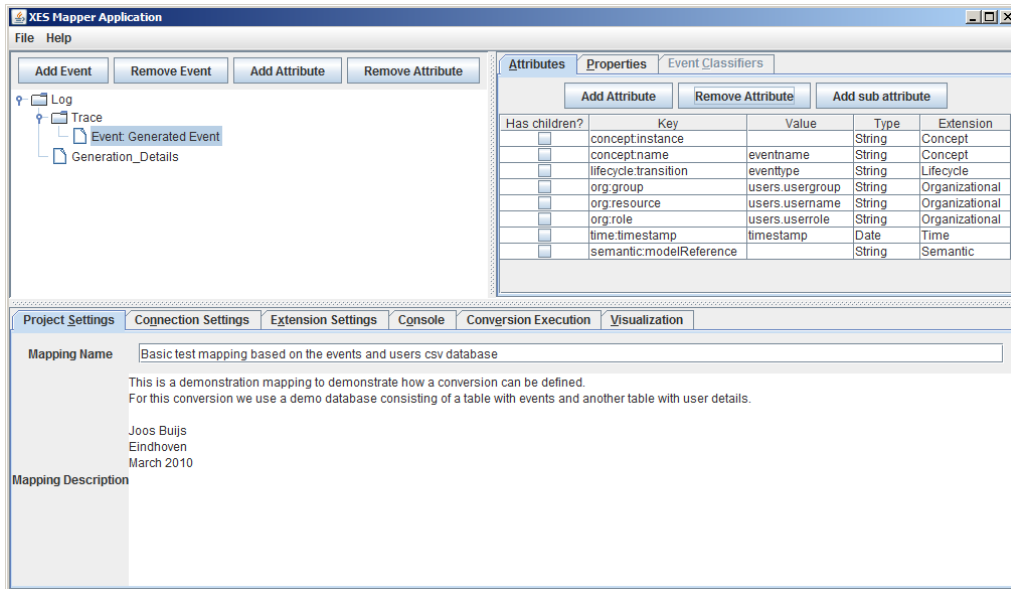 XES Mapper Application
File Help
Add Event Remove Event Add Attribute Remove Attribute
Log
Trace
Event: Generated Event
Generation_Details
Attributes Properties Event Classifiers
Add Attribute Remove Attribute Add sub attribute
Has children? Key Value Type Extension
concept:instance String Concept
concept:name eventname String Concept
lifecycle:transition eventtype String Lifecycle
org:group users.usergroup String Organizational
org:resource users.username String Organizational
org:role users.userrole String Organizational
time:timestamp timestamp Date Time
semantic:modelReference String Semantic
Project Settings Connection Settings Extension Settings Console Conversion Execution Visualization
Mapping Name Basic test mapping based on the events and users csv database
This is a demonstration mapping to demonstrate how a conversion can be defined.
For this conversion we use a demo database consisting of a table with events and another table with user details.
Joos Buijs
Eindhoven
March 2010
Mapping Description